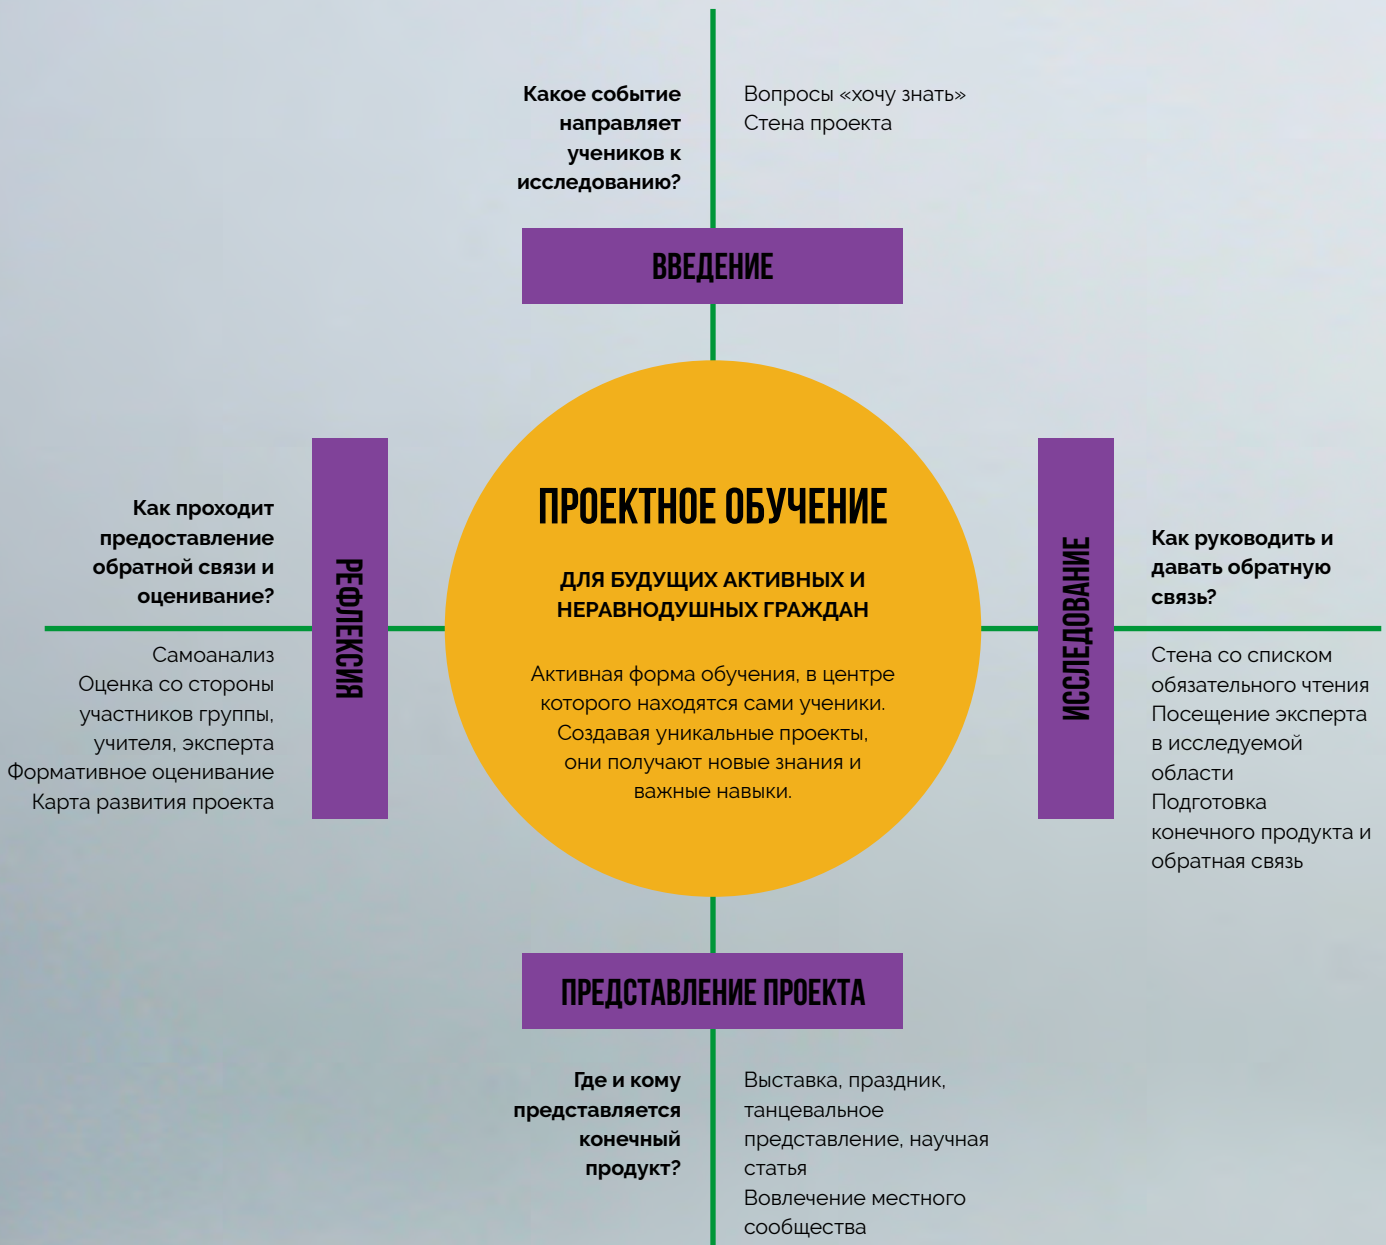 Какое событие
направляет
учеников к
исследованию?
Вопросы «хочу знать»
Стена проекта
ВВЕДЕНИЕ
ПРОЕКТНОЕ ОБУЧЕНИЕ
ДЛЯ БУДУЩИХ АКТИВНЫХ И
НЕРАВНОДУШНЫХ ГРАЖДАН
Активная форма обучения, в центре
которого находятся сами ученики.
Создавая уникальные проекты,
они получают новые знания и
важные навыки.
ИССЛЕДОВАНИЕ
Как руководить и
давать обратную
связь?
Стена со списком
обязательного чтения
Посещение эксперта
в исследуемой
области
Подготовка
конечного продукта и
обратная связь
ПРЕДСТАВЛЕНИЕ ПРОЕКТА
Где и кому
представляется
конечный
продукт?
Выставка, праздник,
танцевальное
представление, научная
статья
Вовлечение местного
сообщества
РЕФЛЕКСИЯ
Как проходит
предоставление
обратной связи и
оценивание?
Самоанализ
Оценка со стороны
участников группы,
учителя, эксперта
Формативное оценивание
Карта развития проекта